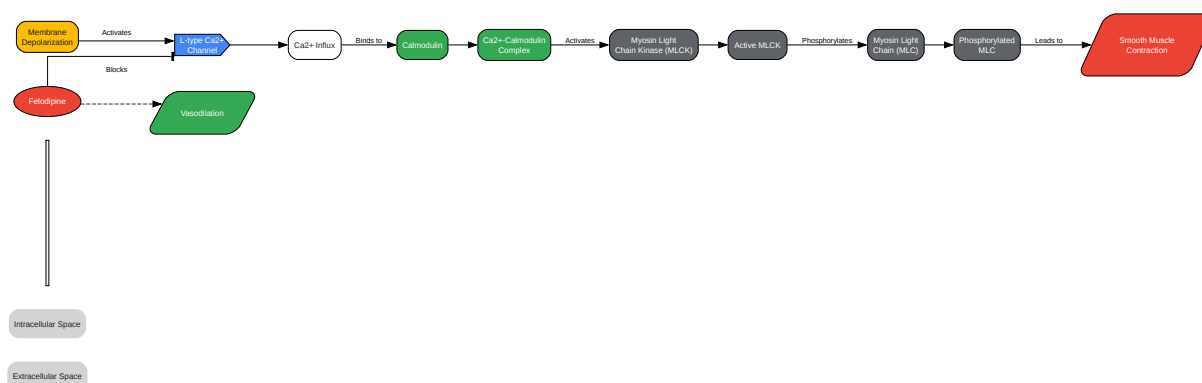 Membrane
Depolarization
Activates
L-type Ca2+
Channel
Ca2+ Influx
Binds to
Calmodulin
Ca2+-Calmodulin
Complex
Activates
Myosin Light
Chain Kinase (MLCK)
Active MLCK
Phosphorylates
Myosin Light
Chain (MLC)
Phosphorylated
MLC
Leads to
Smooth Muscle
Contraction
Blocks
Felodipine
Vasodilation
Intracellular Space
Extracellular Space